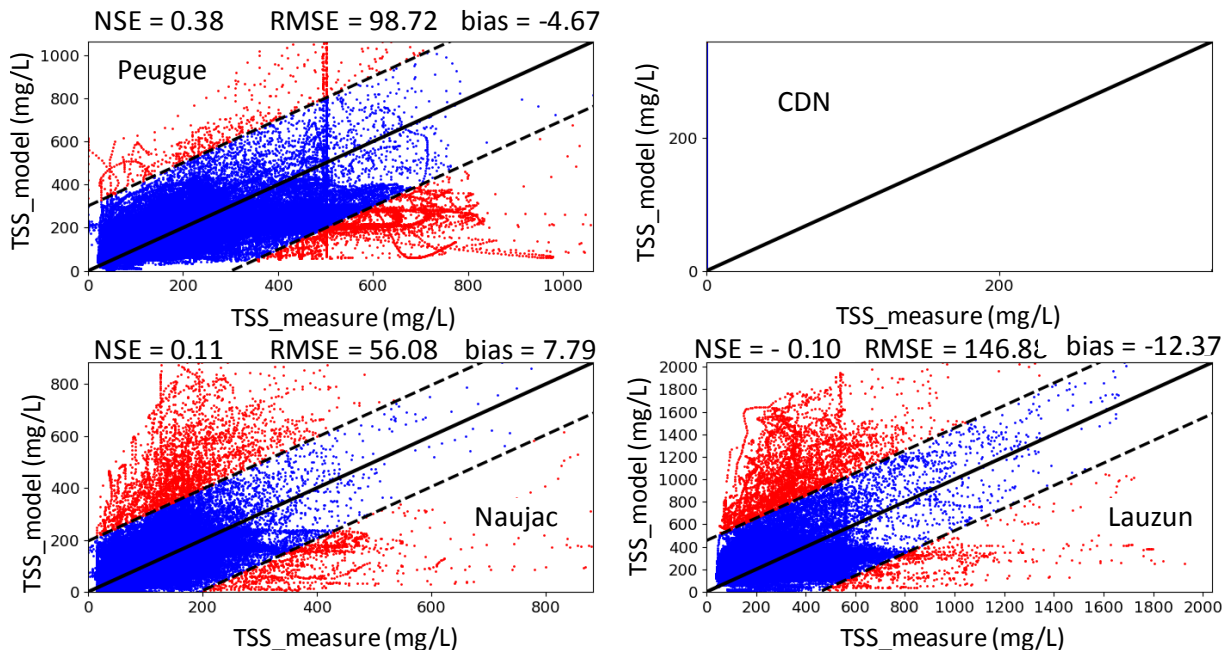 NSE = 0.38 RMSE = 98.72 bias = -4.67
Peugue
TSS_model (mg/L)
1000
800
600
400
200
0
0 200 400 600 800 1000
TSS_measure (mg/L)
CDN
TSS_model (mg/L)
200
0
0 200
TSS_measure (mg/L)
NSE = 0.11 RMSE = 56.08 bias = 7.79
TSS_model (mg/L)
800
600
400
200
0
Naujac
0 200 400 600 800
TSS_measure (mg/L)
NSE = - 0.10 RMSE = 146.88 bias = -12.37
TSS_model (mg/L)
2000
1800
1600
1400
1200
1000
800
600
400
200
0
Lauzun
0 200 400 600 800 1000 1200 1400 1600 1800 2000
TSS_measure (mg/L)